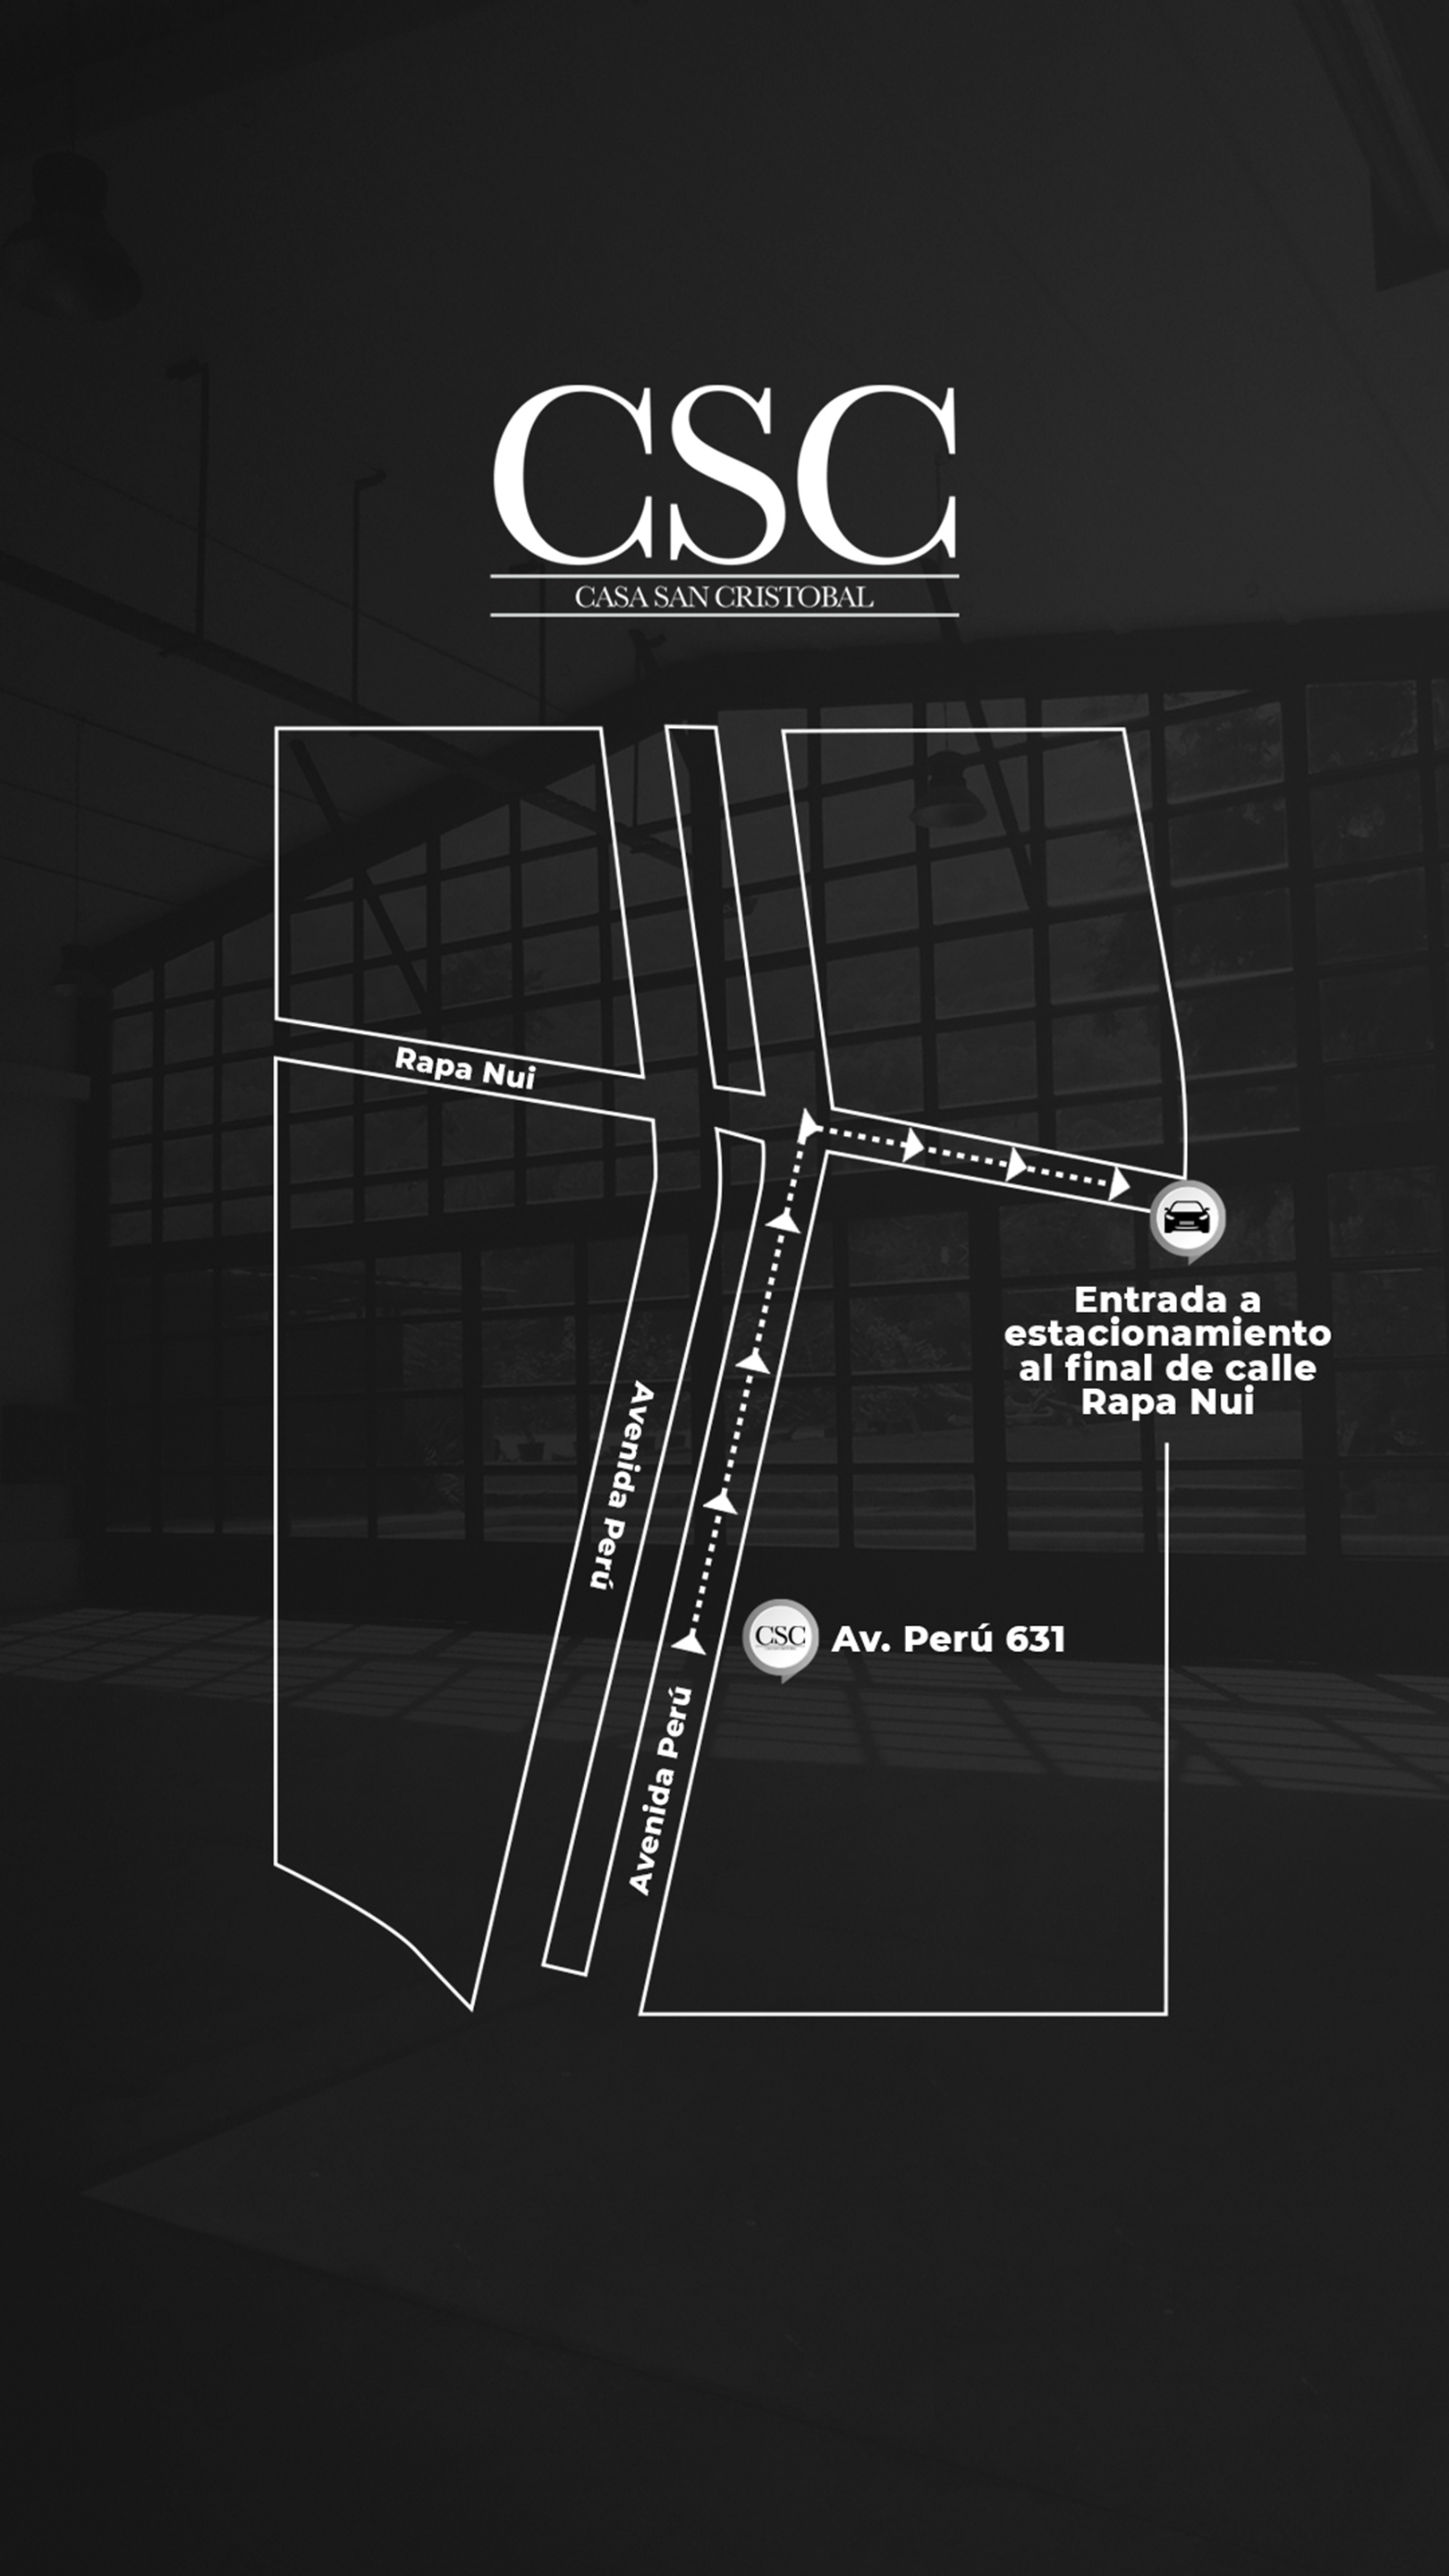 CSC
CASA SAN CRISTOBAL
Rapa Nui
Entrada a
estacionamiento
al final de calle
Rapa Nui
Avenida Perú
CSC
Av. Perú 631
Avenida Perú